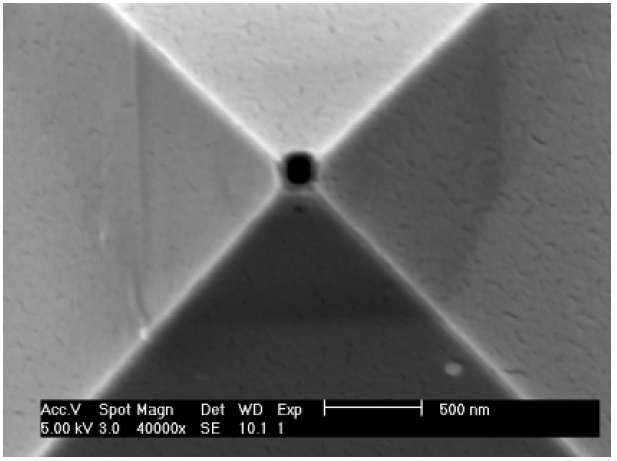 Acc.V Spot Magn Det WD Exp 500 nm
5.00 kV 3.0 40000x SE 10.1 1